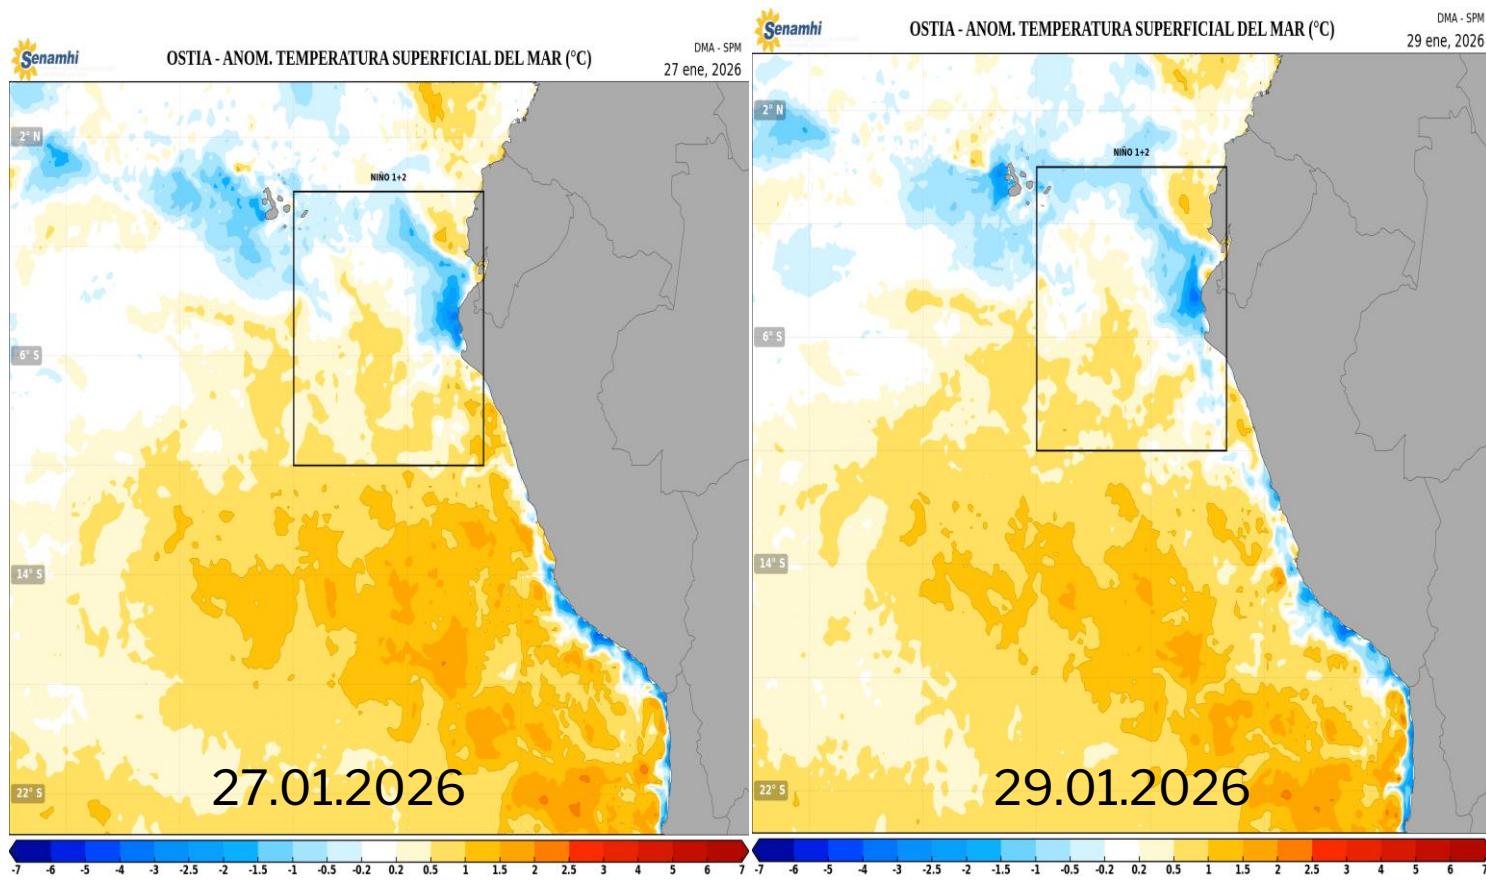 Senamhi
OSTIA - ANOM. TEMPERATURA SUPERFICIAL DEL MAR (°C)
DMA - SPM
27 ene, 2026
2° N
NIÑO 1+2
6° S
14° S
22° S
27.01.2026
-7 -6 -5 -4 -3 -2 -1.5 -1 -0.5 -0.2 0.2 0.5 1 1.5 2 2.5 3 4 5 6 7
Senamhi
OSTIA - ANOM. TEMPERATURA SUPERFICIAL DEL MAR (°C)
DMA - SPM
29 ene, 2026
2° N
NIÑO 1+2
6° S
14° S
22° S
29.01.2026
-7 -6 -5 -4 -3 -2 -1.5 -1 -0.5 -0.2 0.2 0.5 1 1.5 2 2.5 3 4 5 6 7